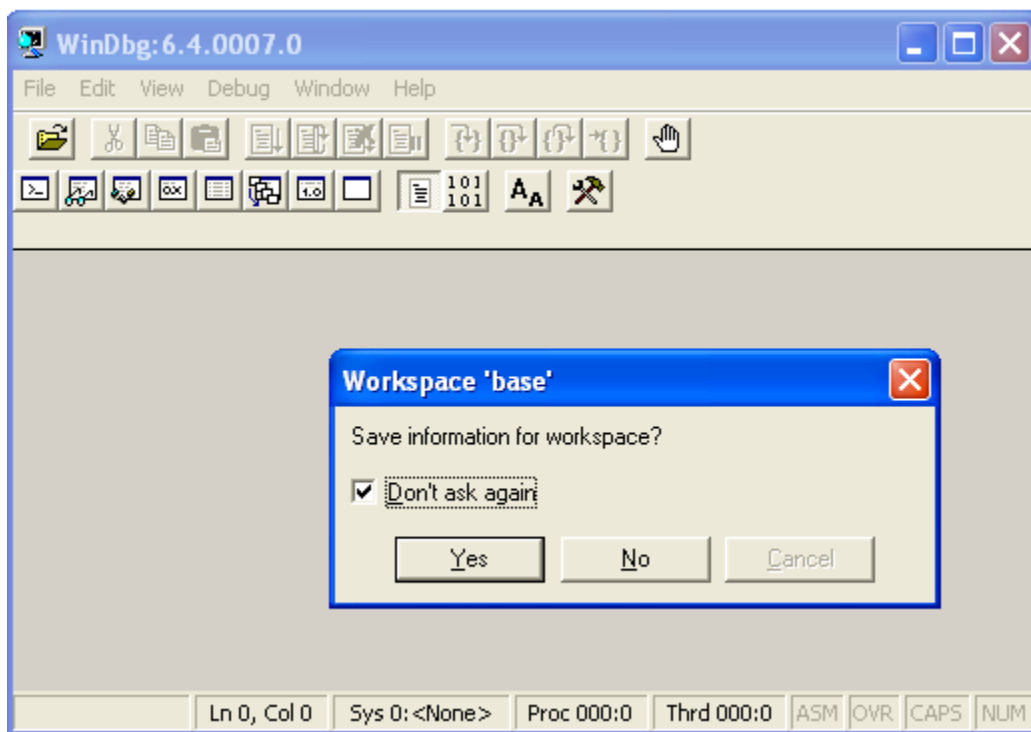 WinDbg:6.4.0007.0
File Edit View Debug Window Help
101
101
AA
Workspace 'base'
Save information for workspace?
Don't ask again
Yes No Cancel
Ln 0, Col 0 Sys 0:<None> Proc 000:0 Thrd 000:0 ASM OVR CAPS NUM